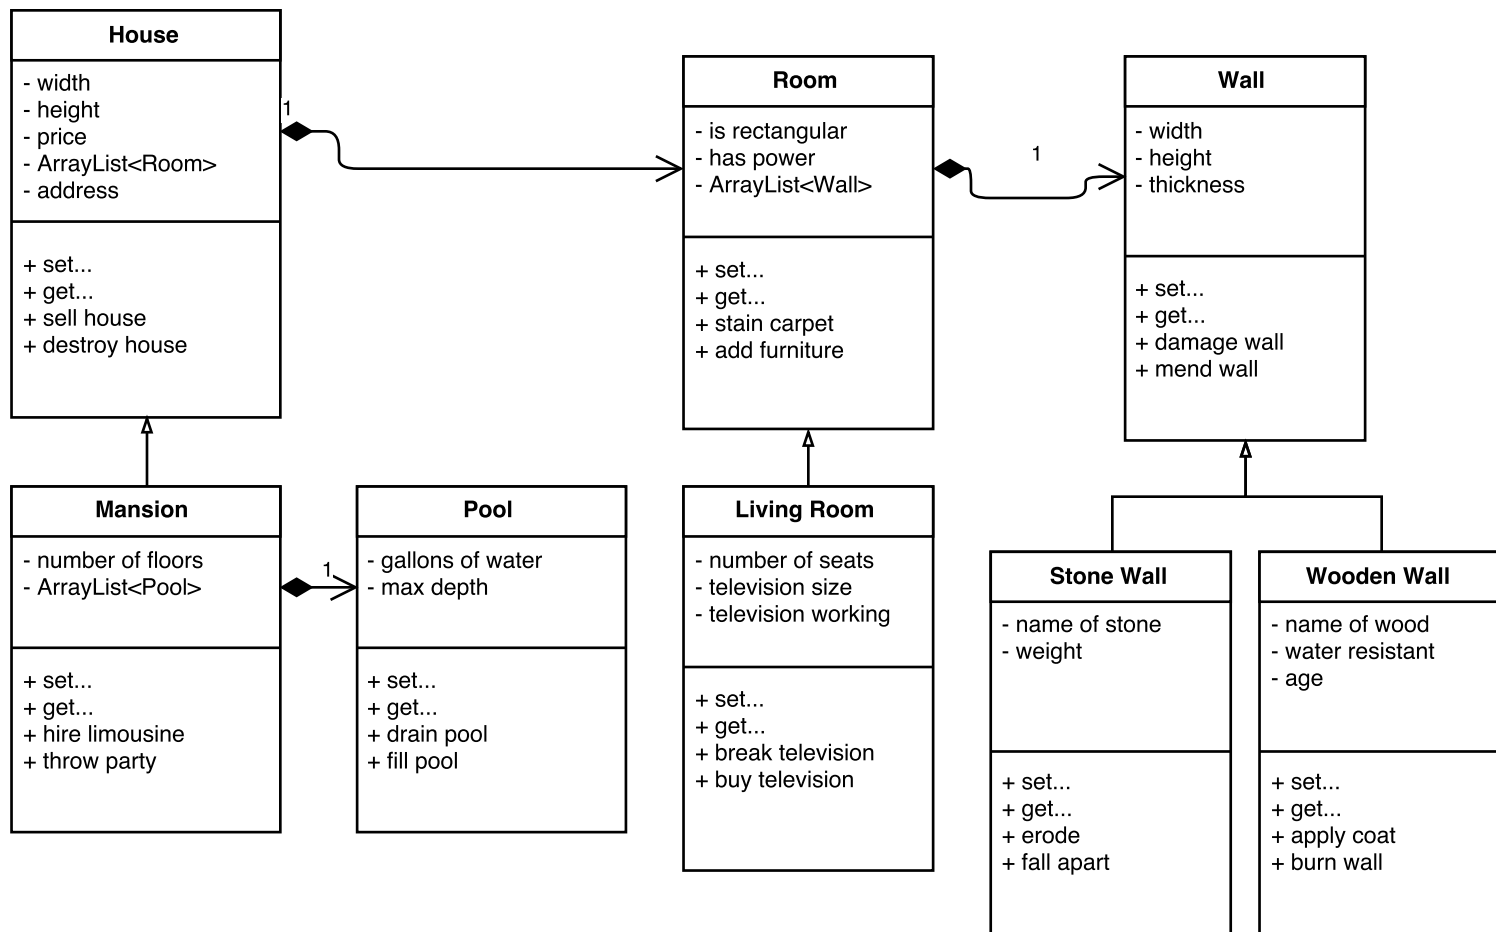 House
- width
- height
- price
- ArrayList<Room>
- address
+ set...
+ get...
+ sell house
+ destroy house
1
Room
- is rectangular
- has power
- ArrayList<Wall>
+ set...
+ get...
+ stain carpet
+ add furniture
1
Wall
- width
- height
- thickness
+ set...
+ get...
+ damage wall
+ mend wall
Mansion
- number of floors
- ArrayList<Pool>
+ set...
+ get...
+ hire limousine
+ throw party
1
Pool
- gallons of water
- max depth
+ set...
+ get...
+ drain pool
+ fill pool
Living Room
- number of seats
- television size
- television working
+ set...
+ get...
+ break television
+ buy television
Stone Wall
- name of stone
- weight
+ set...
+ get...
+ erode
+ fall apart
Wooden Wall
- name of wood
- water resistant
- age
+ set...
+ get...
+ apply coat
+ burn wall